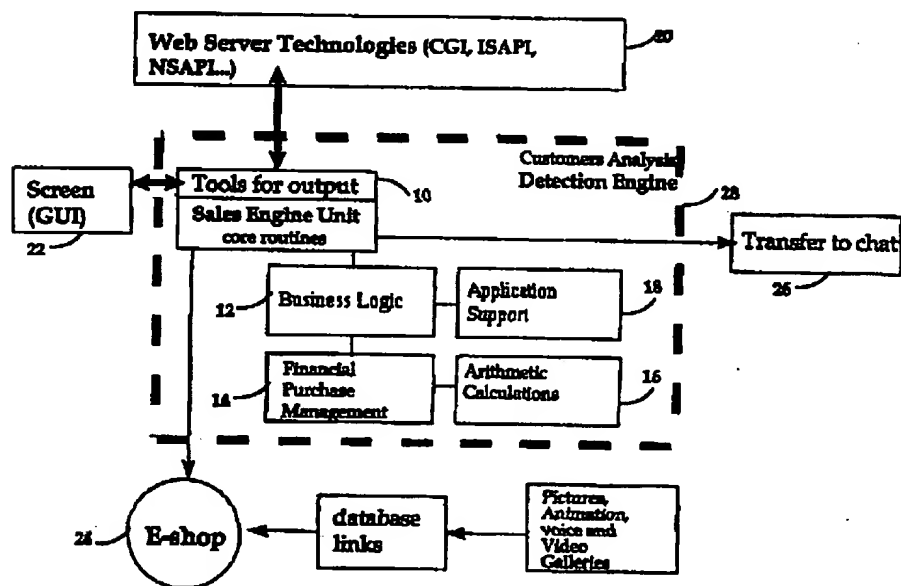 Web Server Technologies (CGI, ISAPI,
NSAPI...)
20
Customers Analysis
Detection Engine
Screen
(GUI)
22
Tools for output
10
28
Sales Engine Unit
core routines
Transfer to chat
26
12
Business Logic
Application
Support
18
14
Financial
Purchase
Management
Arithmetic
Calculations
16
E-shop
database
links
Pictures,
Animation,
voice and
Video
Galleries